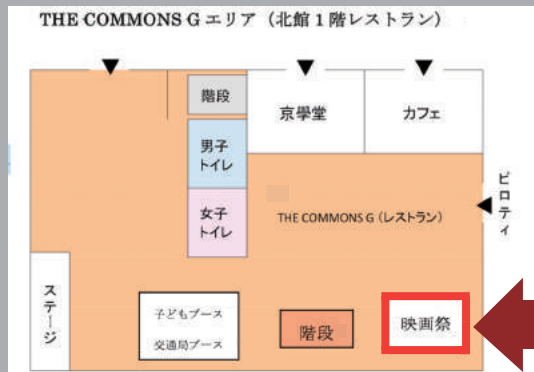 THE COMMONS G エリア（北館１階レストラン）
階段
京學堂
カフェ
男子
トイレ
女子
トイレ
THE COMMONS G（レストラン）
ピロティ
ステージ
子どもブース
交通局ブース
階段
映画祭